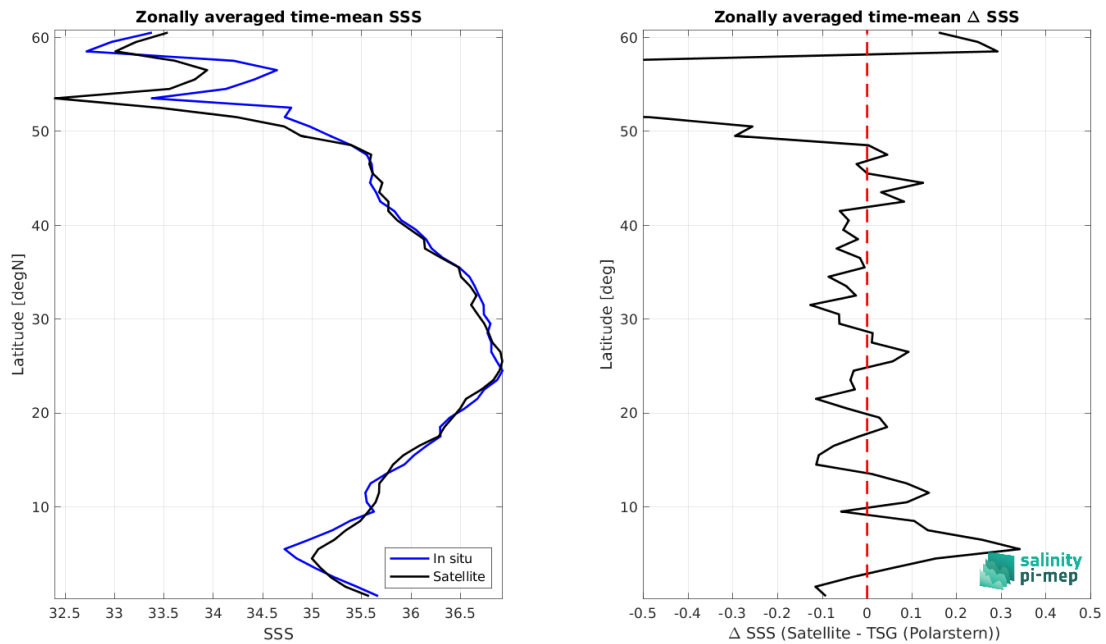 Zonally averaged time-mean SSS
60
50
40
30
20
10
Latitude [degN]
32.5 33 33.5 34 34.5 35 35.5 36 36.5
SSS
In situ
Satellite
Zonally averaged time-mean Δ SSS
60
50
40
30
20
10
Latitude [deg]
-0.5 -0.4 -0.3 -0.2 -0.1 0 0.1 0.2 0.3 0.4 0.5
Δ SSS (Satellite - TSG (Polarstern))
salinity
pi-mep